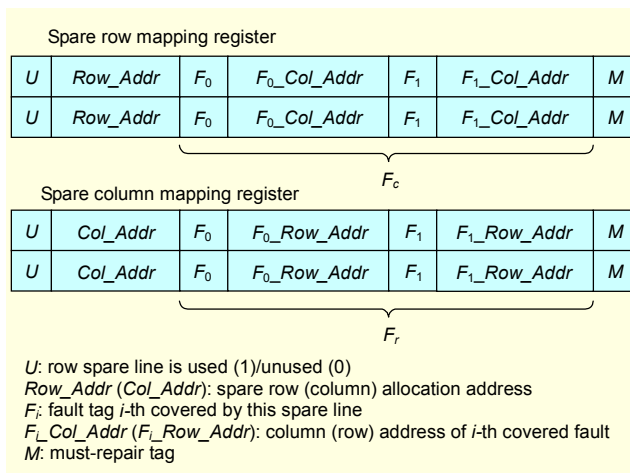 Spare row mapping register
U Row_Addr F0 F0_Col_Addr F1 F1_Col_Addr M
U Row_Addr F0 F0_Col_Addr F1 F1_Col_Addr M
Fc
Spare column mapping register
U Col_Addr F0 F0_Row_Addr F1 F1_Row_Addr M
U Col_Addr F0 F0_Row_Addr F1 F1_Row_Addr M
Fr
U: row spare line is used (1)/unused (0)
Row_Addr (Col_Addr): spare row (column) allocation address
Fi: fault tag i-th covered by this spare line
Fi_Col_Addr (Fi_Row_Addr): column (row) address of i-th covered fault
M: must-repair tag